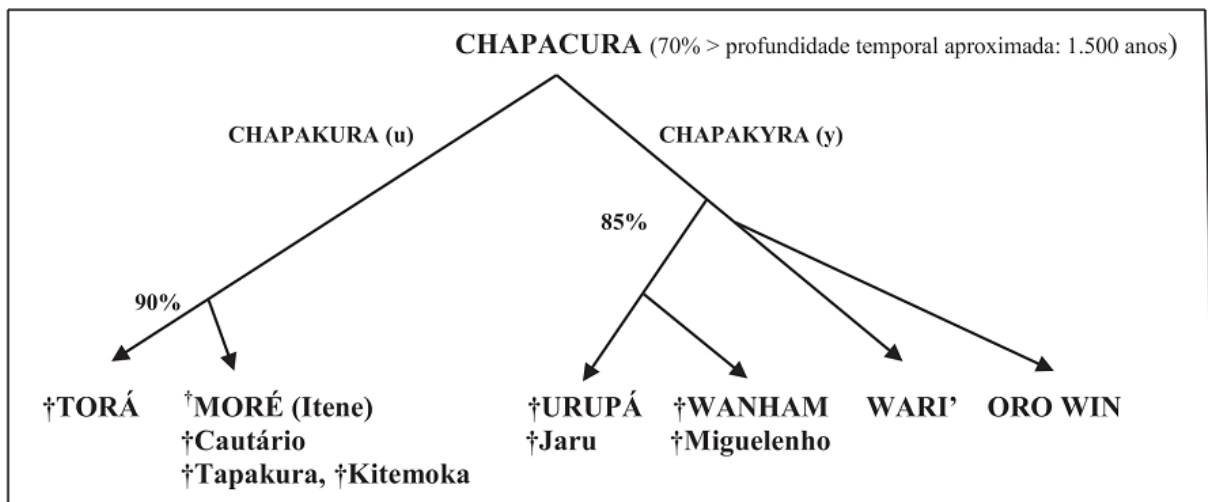 CHAPACURA (70% > profundidade temporal aproximada: 1.500 anos)
CHAPAKURA (u)
CHAPAKYRA (y)
85%
90%
†TORÁ
†MORÉ (Itene)
†Cautário
†Tapakura, †Kitemoka
†URUPÁ
†Jaru
†WANHAM
†Miguelenho
WARI’
ORO WIN